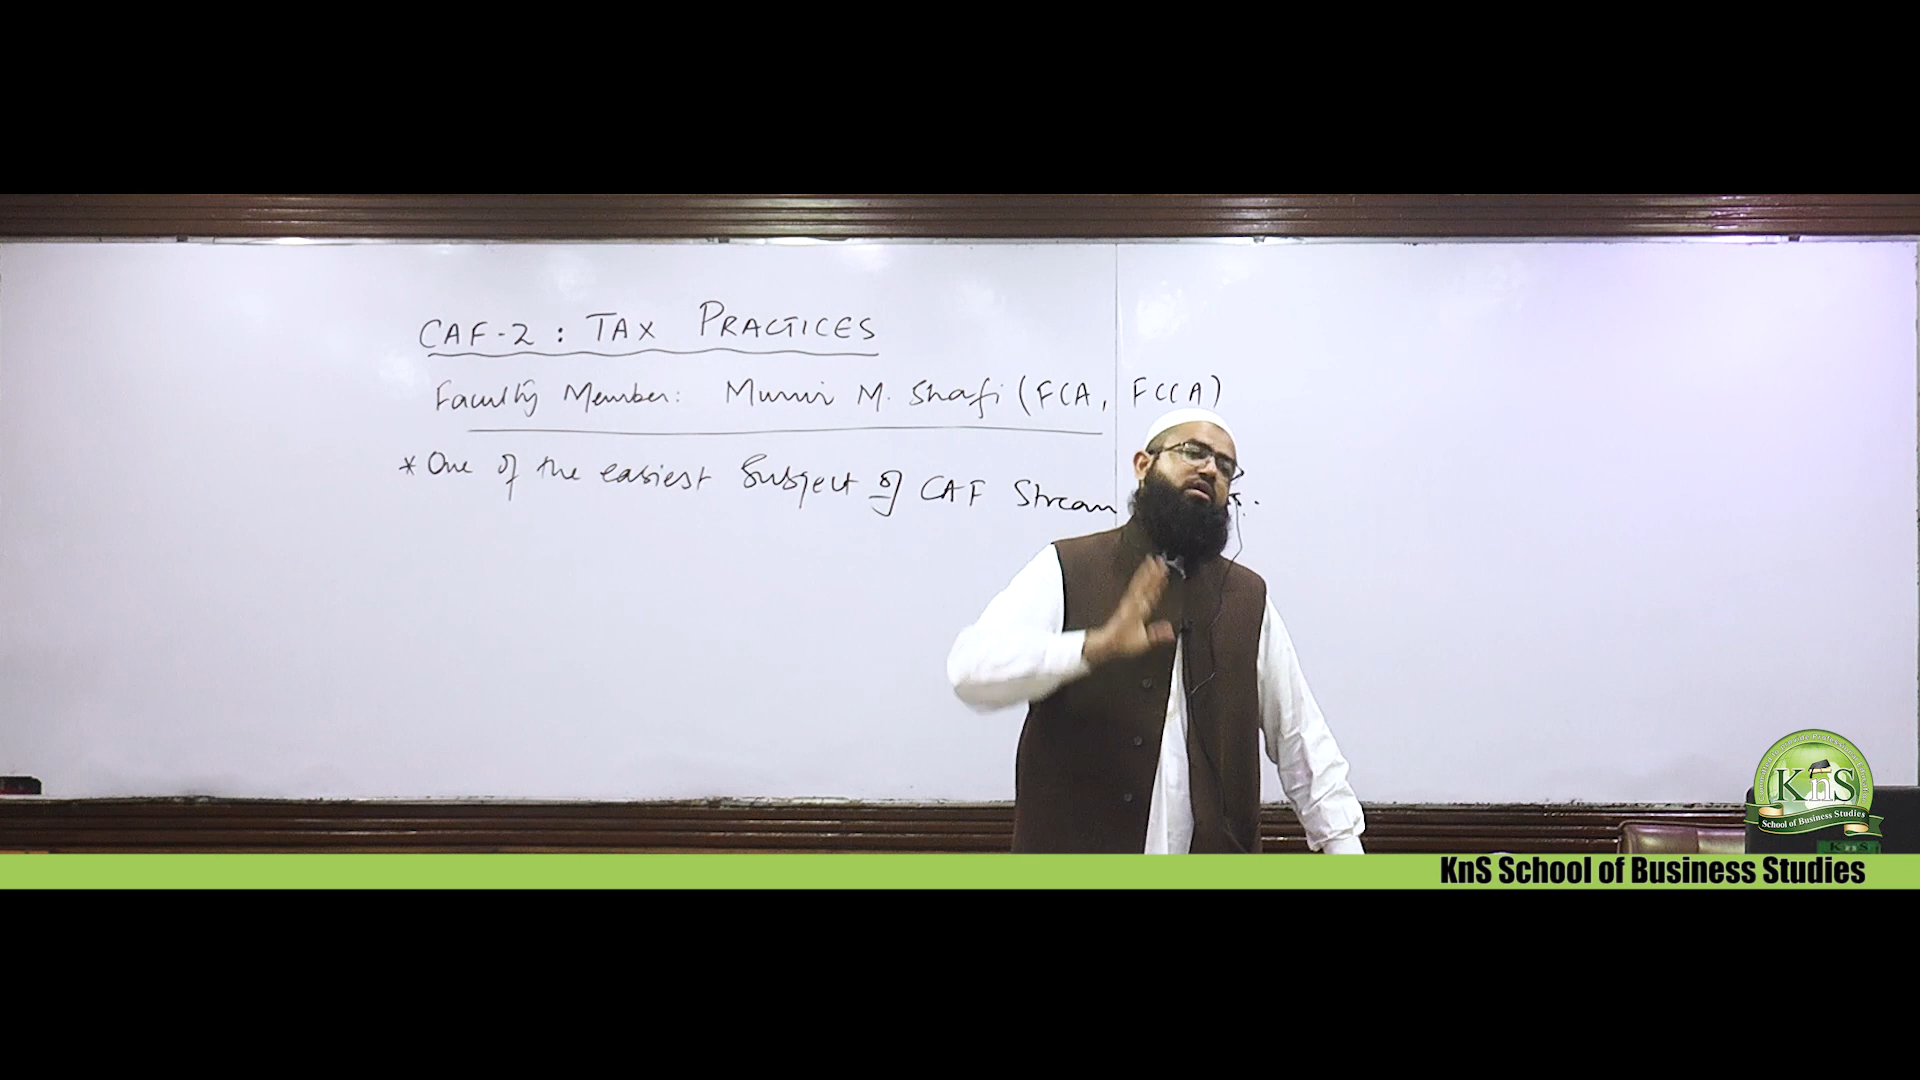 CAF-2 : TAX PRACTICES
Faculty Member: Munir M. Shafi (FCA, FCCA)
* One of the easiest Subject of CAF Stream
KnS
School of Business Studies
KnS
KnS School of Business Studies